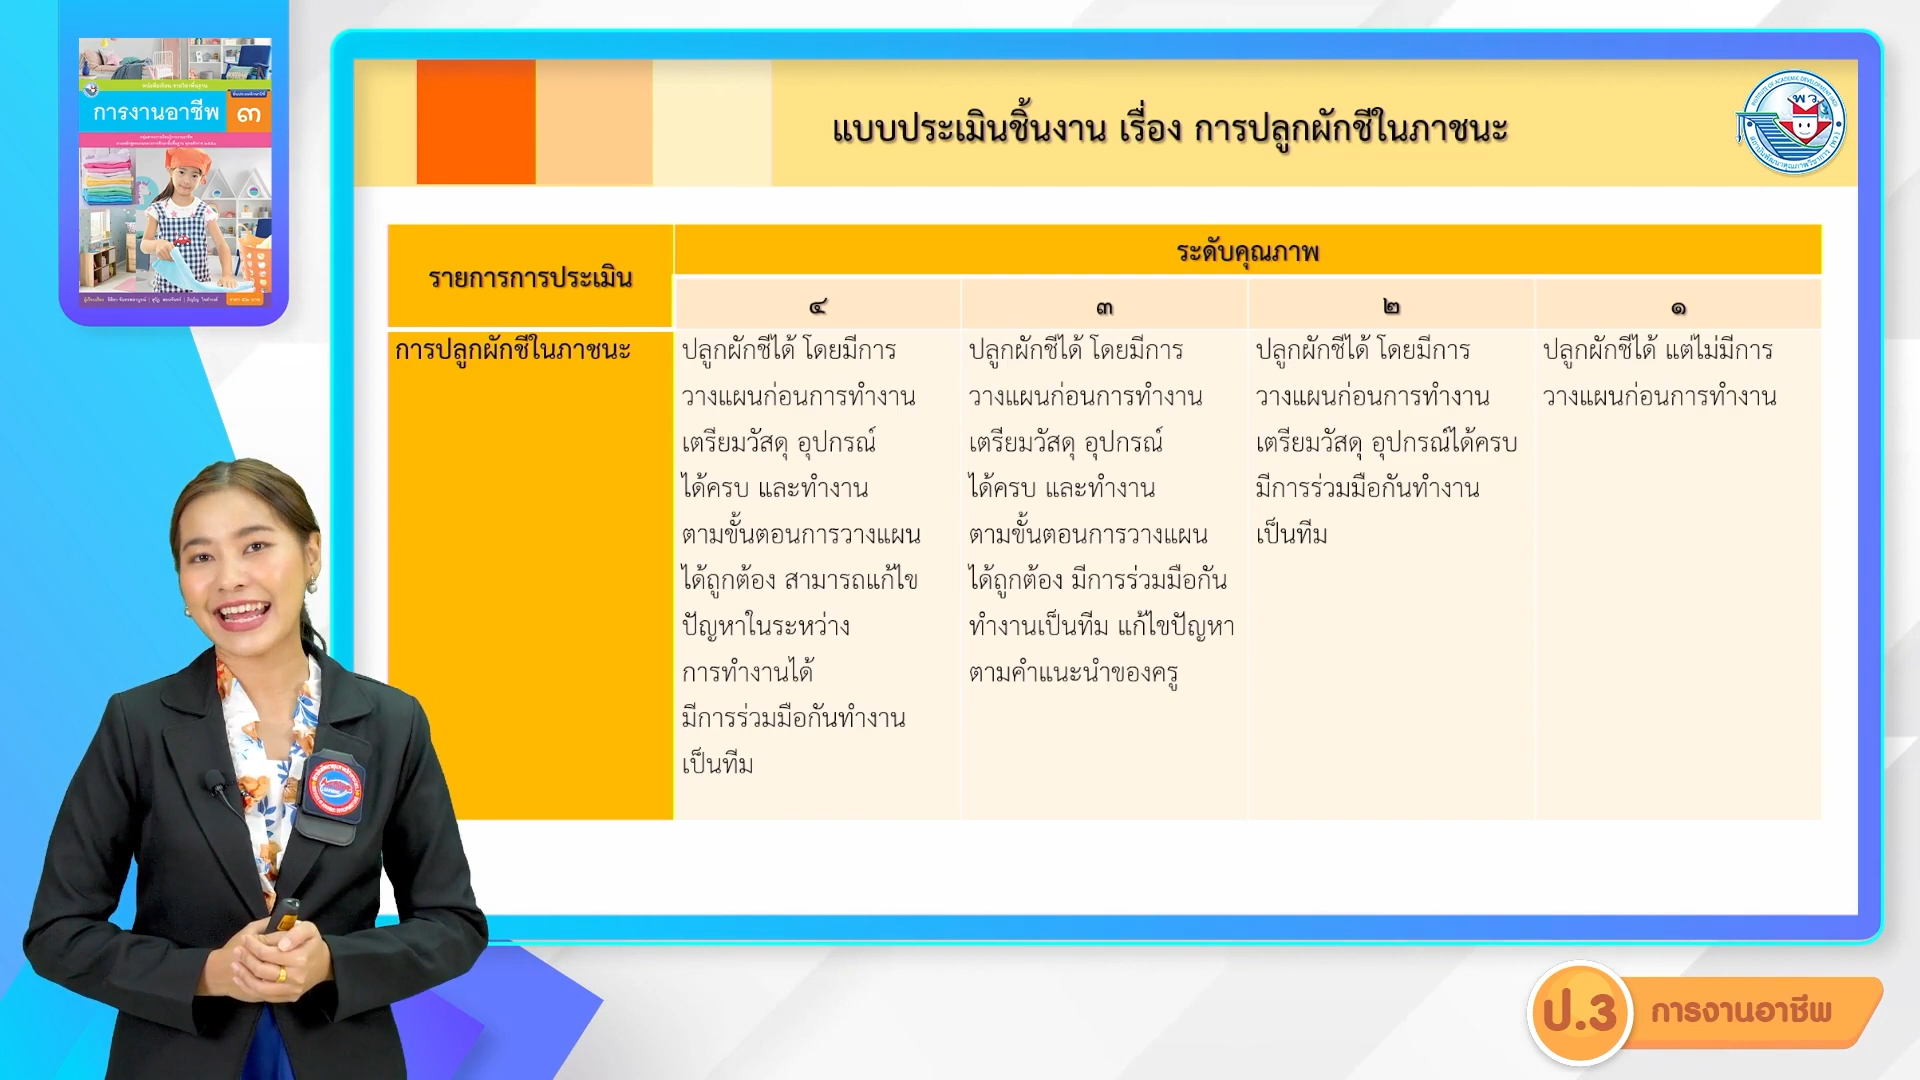 หนังสือเรียน รายวิชาพื้นฐาน
การงานอาชีพ ๓
แบบประเมินชิ้นงาน เรื่อง การปลูกผักชีในภาชนะ
พว
รายการการประเมิน
ระดับคุณภาพ
๔ ๓ ๒ ๑
การปลูกผักชีในภาชนะ
ปลูกผักชีได้ โดยมีการ
วางแผนก่อนการทำงาน
เตรียมวัสดุ อุปกรณ์
ได้ครบ และทำงาน
ตามขั้นตอนการวางแผน
ได้ถูกต้อง สามารถแก้ไข
ปัญหาในระหว่าง
การทำงานได้
มีการร่วมมือกันทำงาน
เป็นทีม
ปลูกผักชีได้ โดยมีการ
วางแผนก่อนการทำงาน
เตรียมวัสดุ อุปกรณ์
ได้ครบ และทำงาน
ตามขั้นตอนการวางแผน
ได้ถูกต้อง มีการร่วมมือกัน
ทำงานเป็นทีม แก้ไขปัญหา
ตามคำแนะนำของครู
ปลูกผักชีได้ โดยมีการ
วางแผนก่อนการทำงาน
เตรียมวัสดุ อุปกรณ์ได้ครบ
มีการร่วมมือกันทำงาน
เป็นทีม
ปลูกผักชีได้ แต่ไม่มีการ
วางแผนก่อนการทำงาน
ป.3 การงานอาชีพ